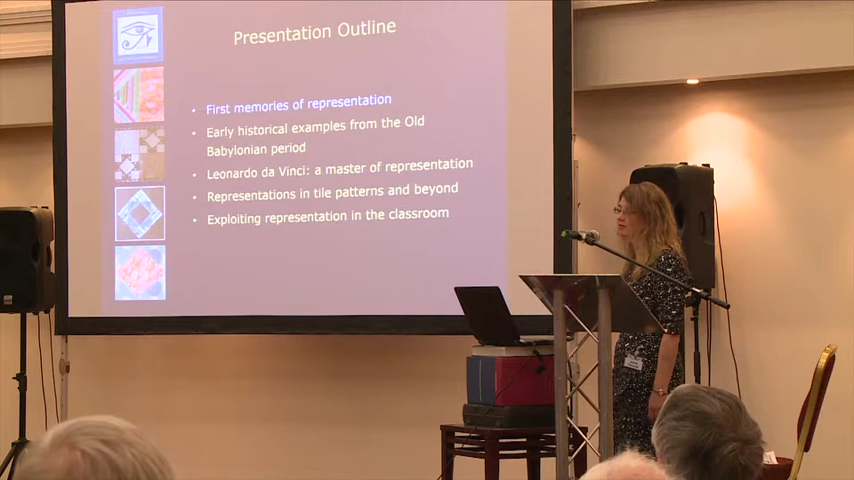 Presentation Outline
• First memories of representation
• Early historical examples from the Old
Babylonian period
• Leonardo da Vinci: a master of representation
• Representations in tile patterns and beyond
• Exploiting representation in the classroom